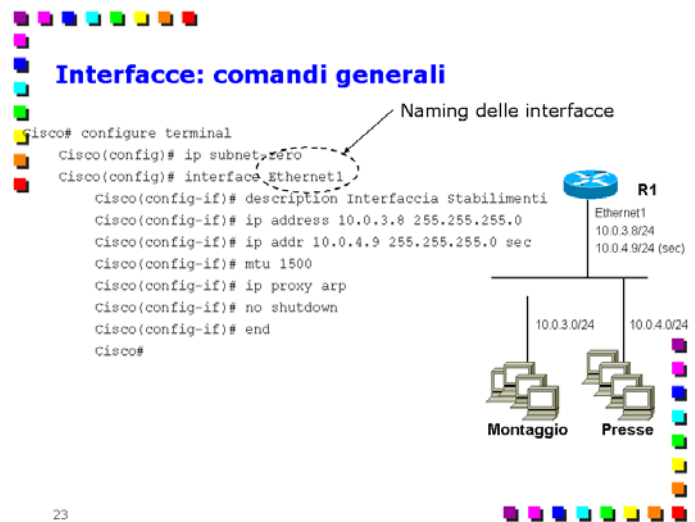 Interfacce: comandi generali
Naming delle interfacce
Cisco# configure terminal
Cisco(config)# ip subnet-zero
Cisco(config)# interface Ethernet1
Cisco(config-if)# description Interfaccia Stabilimenti
Cisco(config-if)# ip address 10.0.3.8 255.255.255.0
Cisco(config-if)# ip addr 10.0.4.9 255.255.255.0 sec
Cisco(config-if)# mtu 1500
Cisco(config-if)# ip proxy arp
Cisco(config-if)# no shutdown
Cisco(config-if)# end
Cisco#
R1
Ethernet1
10.0.3.8/24
10.0.4.9/24 (sec)
10.0.3.0/24
10.0.4.0/24
Montaggio
Presse
23